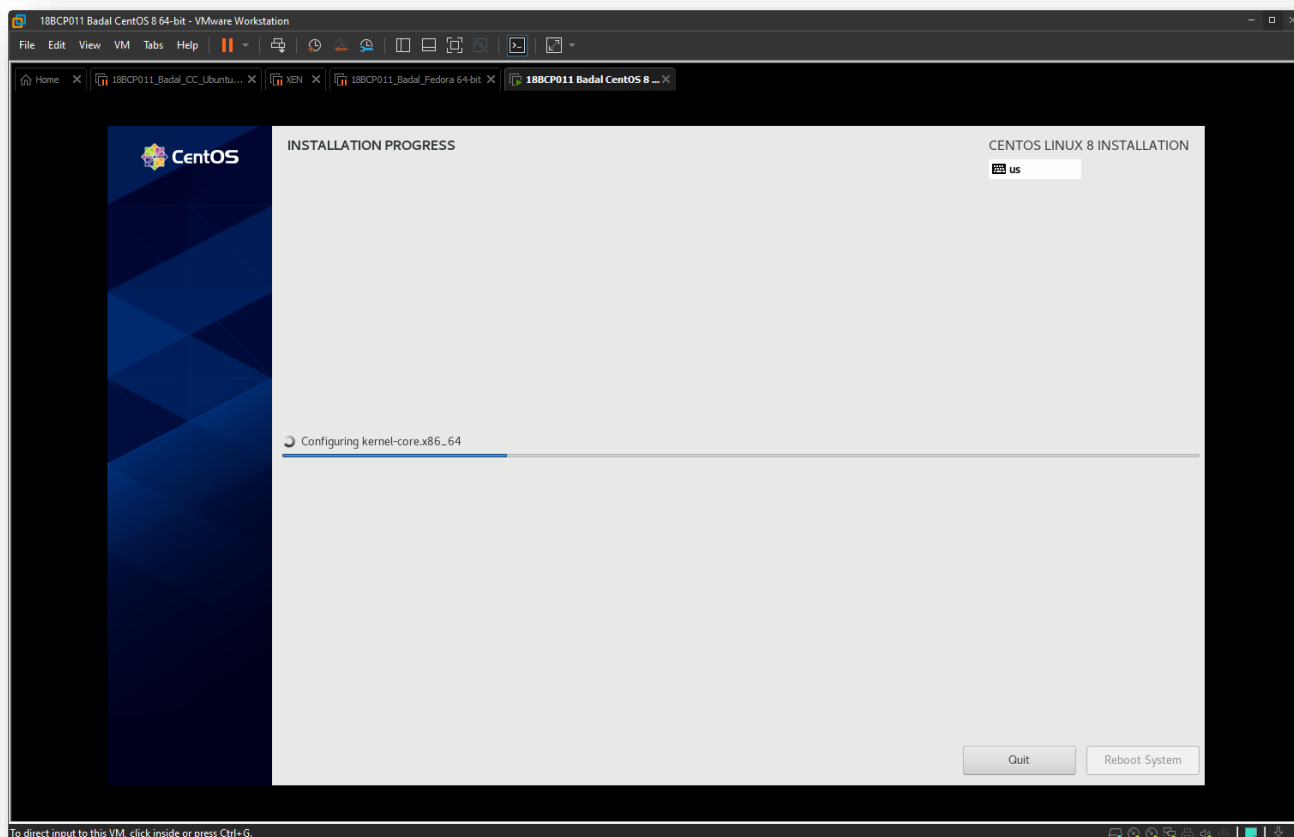 18BCP011 Badal CentOS 8 64-bit - VMware Workstation
File Edit View VM Tabs Help
Home 18BCP011_Badal_CC_Ubuntu... XEN 18BCP011_Badal_Fedora 64-bit 18BCP011 Badal CentOS 8 ...
CentOS
INSTALLATION PROGRESS
CENTOS LINUX 8 INSTALLATION
us
Configuring kernel-core.x86_64
Quit Reboot System
To direct input to this VM, click inside or press Ctrl+G.